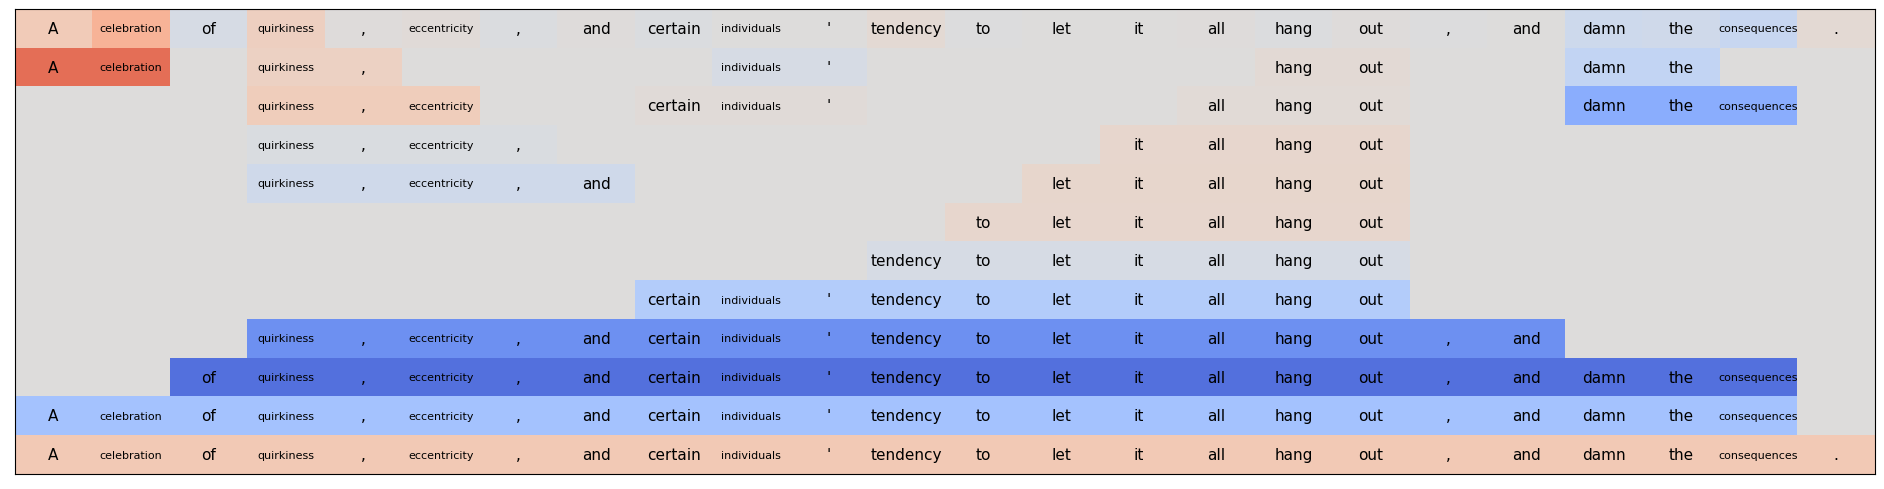 A celebration of quirkiness , eccentricity , and certain individuals ' tendency to let it all hang out , and damn the consequences .
A celebration quirkiness , individuals ' hang out damn the
quirkiness , eccentricity certain individuals ' all hang out damn the consequences
quirkiness , eccentricity , it all hang out
quirkiness , eccentricity , and let it all hang out
to let it all hang out
tendency to let it all hang out
certain individuals ' tendency to let it all hang out
quirkiness , eccentricity , and certain individuals ' tendency to let it all hang out , and
of quirkiness , eccentricity , and certain individuals ' tendency to let it all hang out , and damn the consequences
A celebration of quirkiness , eccentricity , and certain individuals ' tendency to let it all hang out , and damn the consequences
A celebration of quirkiness , eccentricity , and certain individuals ' tendency to let it all hang out , and damn the consequences .